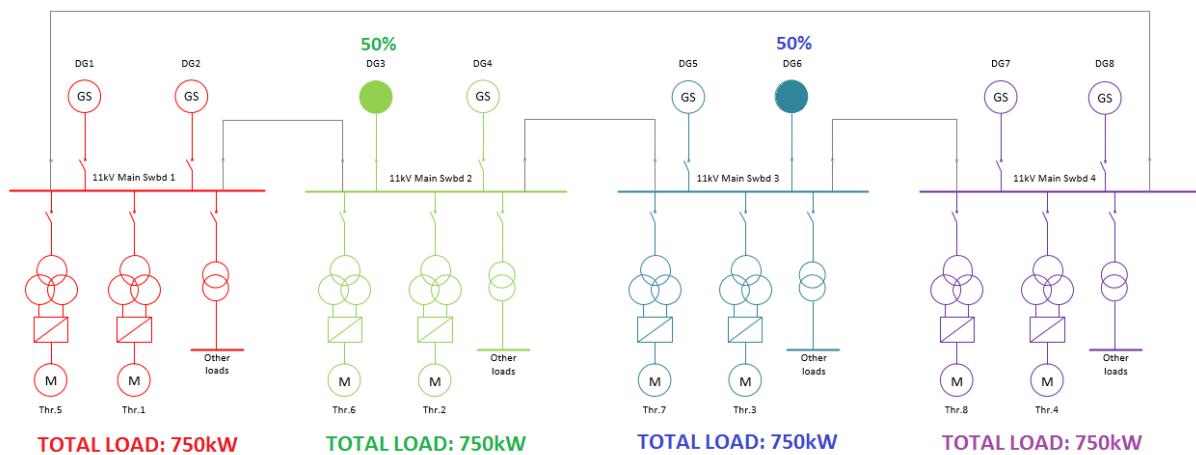 50%
50%
DG1
DG2
DG3
DG4
DG5
DG6
DG7
DG8
GS
GS
GS
GS
GS
GS
11kV Main Swbd 1
11kV Main Swbd 2
11kV Main Swbd 3
11kV Main Swbd 4
Other
loads
Other
loads
Other
loads
Other
loads
M
M
M
M
M
M
M
M
Thr.5
Thr.1
Thr.6
Thr.2
Thr.7
Thr.3
Thr.8
Thr.4
TOTAL LOAD: 750kW
TOTAL LOAD: 750kW
TOTAL LOAD: 750kW
TOTAL LOAD: 750kW